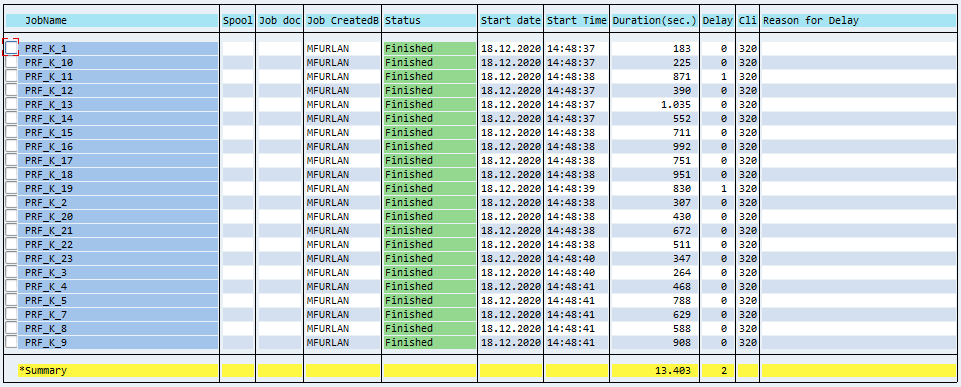 JobName Spool Job doc Job CreatedB Status Start date Start Time Duration(sec.) Delay Cli Reason for Delay
PRF_K_1 MFURLAN Finished 18.12.2020 14:48:37 183 0 320
PRF_K_10 MFURLAN Finished 18.12.2020 14:48:37 225 0 320
PRF_K_11 MFURLAN Finished 18.12.2020 14:48:38 871 1 320
PRF_K_12 MFURLAN Finished 18.12.2020 14:48:37 390 0 320
PRF_K_13 MFURLAN Finished 18.12.2020 14:48:37 1.035 0 320
PRF_K_14 MFURLAN Finished 18.12.2020 14:48:37 552 0 320
PRF_K_15 MFURLAN Finished 18.12.2020 14:48:38 711 0 320
PRF_K_16 MFURLAN Finished 18.12.2020 14:48:38 992 0 320
PRF_K_17 MFURLAN Finished 18.12.2020 14:48:38 751 0 320
PRF_K_18 MFURLAN Finished 18.12.2020 14:48:38 951 0 320
PRF_K_19 MFURLAN Finished 18.12.2020 14:48:39 830 1 320
PRF_K_2 MFURLAN Finished 18.12.2020 14:48:38 307 0 320
PRF_K_20 MFURLAN Finished 18.12.2020 14:48:38 430 0 320
PRF_K_21 MFURLAN Finished 18.12.2020 14:48:38 672 0 320
PRF_K_22 MFURLAN Finished 18.12.2020 14:48:38 511 0 320
PRF_K_23 MFURLAN Finished 18.12.2020 14:48:40 347 0 320
PRF_K_3 MFURLAN Finished 18.12.2020 14:48:40 264 0 320
PRF_K_4 MFURLAN Finished 18.12.2020 14:48:41 468 0 320
PRF_K_5 MFURLAN Finished 18.12.2020 14:48:41 788 0 320
PRF_K_7 MFURLAN Finished 18.12.2020 14:48:41 629 0 320
PRF_K_8 MFURLAN Finished 18.12.2020 14:48:41 588 0 320
PRF_K_9 MFURLAN Finished 18.12.2020 14:48:41 908 0 320
*Summary 13.403 2